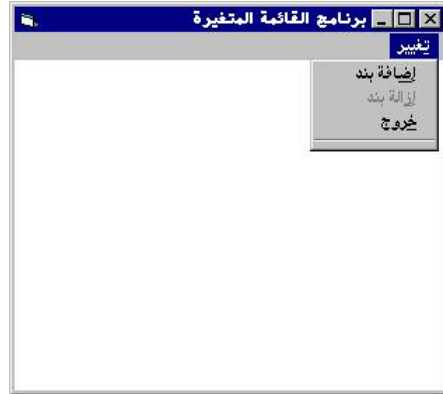 برنامج القائمة المتغيرة
تغيير
إضافة بند
إزالة بند
خروج